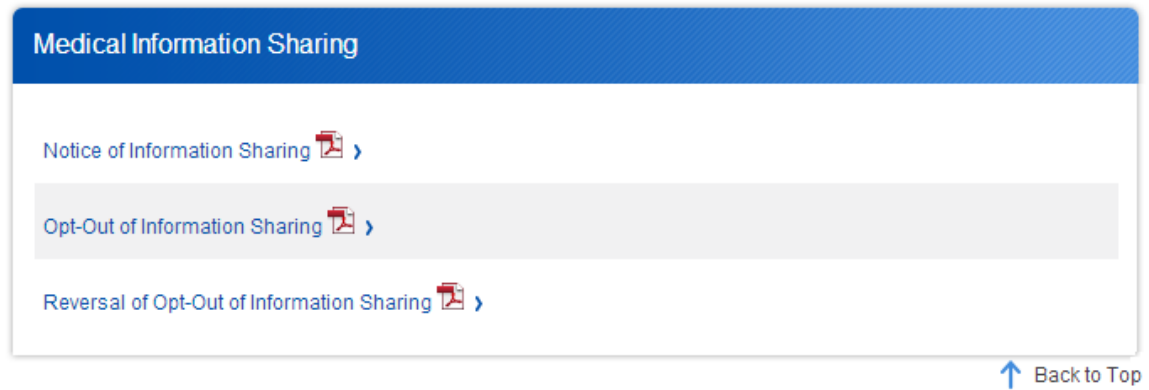 Medical Information Sharing
Notice of Information Sharing
Opt-Out of Information Sharing
Reversal of Opt-Out of Information Sharing
Back to Top